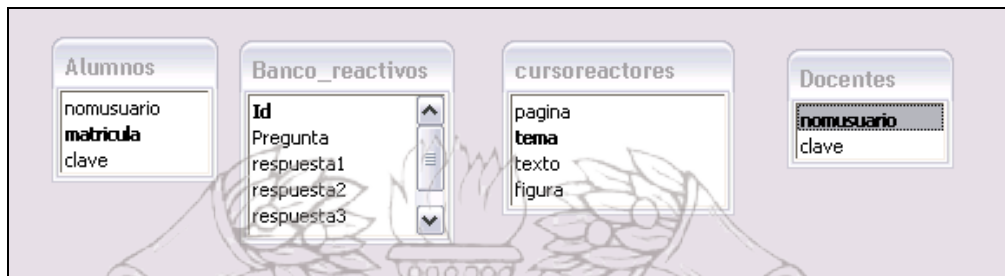 Alumnos
nomusuario
matricula
clave
Banco_reactivos
Id
Pregunta
respuesta1
respuesta2
respuesta3
cursoreactores
pagina
tema
texto
figura
Docentes
nomusuario
clave